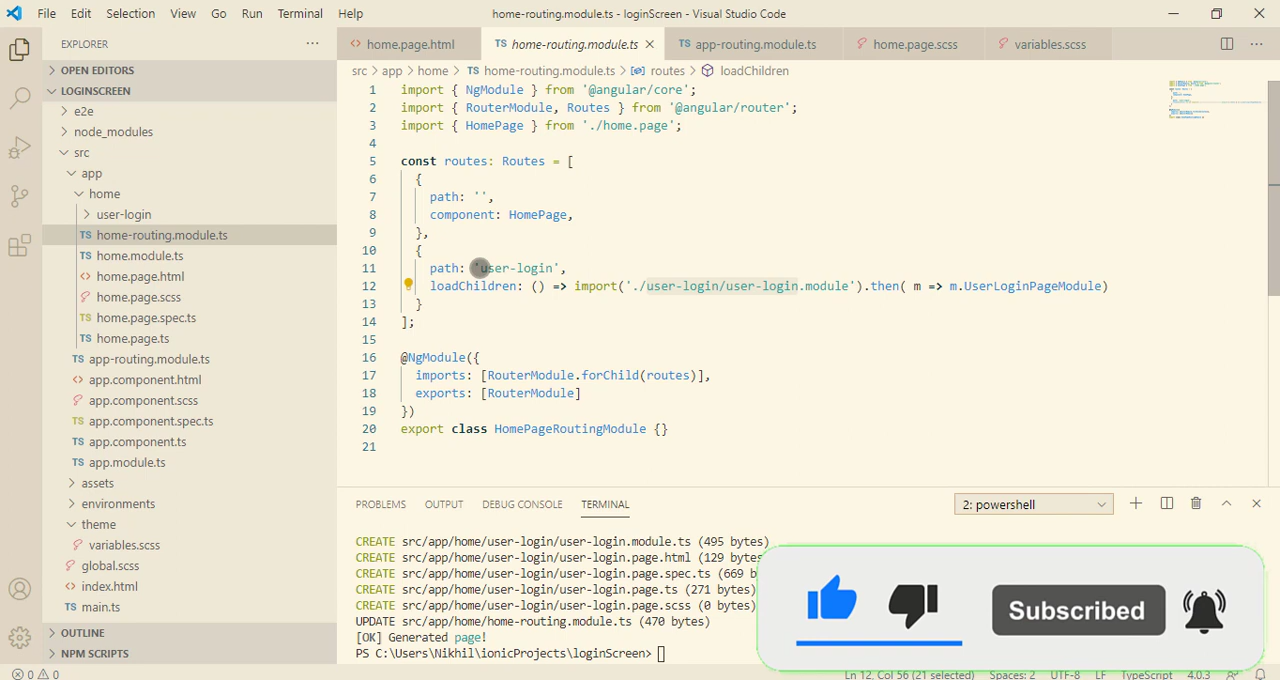 File Edit Selection View Go Run Terminal Help home-routing.module.ts - loginScreen - Visual Studio Code
EXPLORER
OPEN EDITORS
LOGINSCREEN
e2e
node_modules
src
app
home
user-login
TS home-routing.module.ts
TS home.module.ts
<> home.page.html
home.page.scss
TS home.page.spec.ts
TS home.page.ts
TS app-routing.module.ts
<> app.component.html
app.component.scss
TS app.component.spec.ts
TS app.component.ts
TS app.module.ts
assets
environments
theme
variables.scss
global.scss
<> index.html
TS main.ts
OUTLINE
NPM SCRIPTS
<> home.page.html TS home-routing.module.ts TS app-routing.module.ts home.page.scss variables.scss
src > app > home > TS home-routing.module.ts > routes > loadChildren
1 import { NgModule } from '@angular/core';
2 import { RouterModule, Routes } from '@angular/router';
3 import { HomePage } from './home.page';
4
5 const routes: Routes = [
6 {
7 path: '',
8 component: HomePage,
9 },
10 {
11 path: 'user-login',
12 loadChildren: () => import('./user-login/user-login.module').then( m => m.UserLoginPageModule)
13 }
14 ];
15
16 @NgModule({
17 imports: [RouterModule.forChild(routes)],
18 exports: [RouterModule]
19 })
20 export class HomePageRoutingModule {}
21
PROBLEMS OUTPUT DEBUG CONSOLE TERMINAL 2: powershell
CREATE src/app/home/user-login/user-login.module.ts (495 bytes)
CREATE src/app/home/user-login/user-login.page.html (129 bytes)
CREATE src/app/home/user-login/user-login.page.spec.ts (669 b
CREATE src/app/home/user-login/user-login.page.ts (271 bytes)
CREATE src/app/home/user-login/user-login.page.scss (0 bytes)
UPDATE src/app/home/home-routing.module.ts (470 bytes)
[OK] Generated page!
PS C:\Users\Nikhil\ionicProjects\loginScreen>
Subscribed
0 0 Ln 12, Col 56 (21 selected) Spaces: 2 UTF-8 LF TypeScript 4.0.3